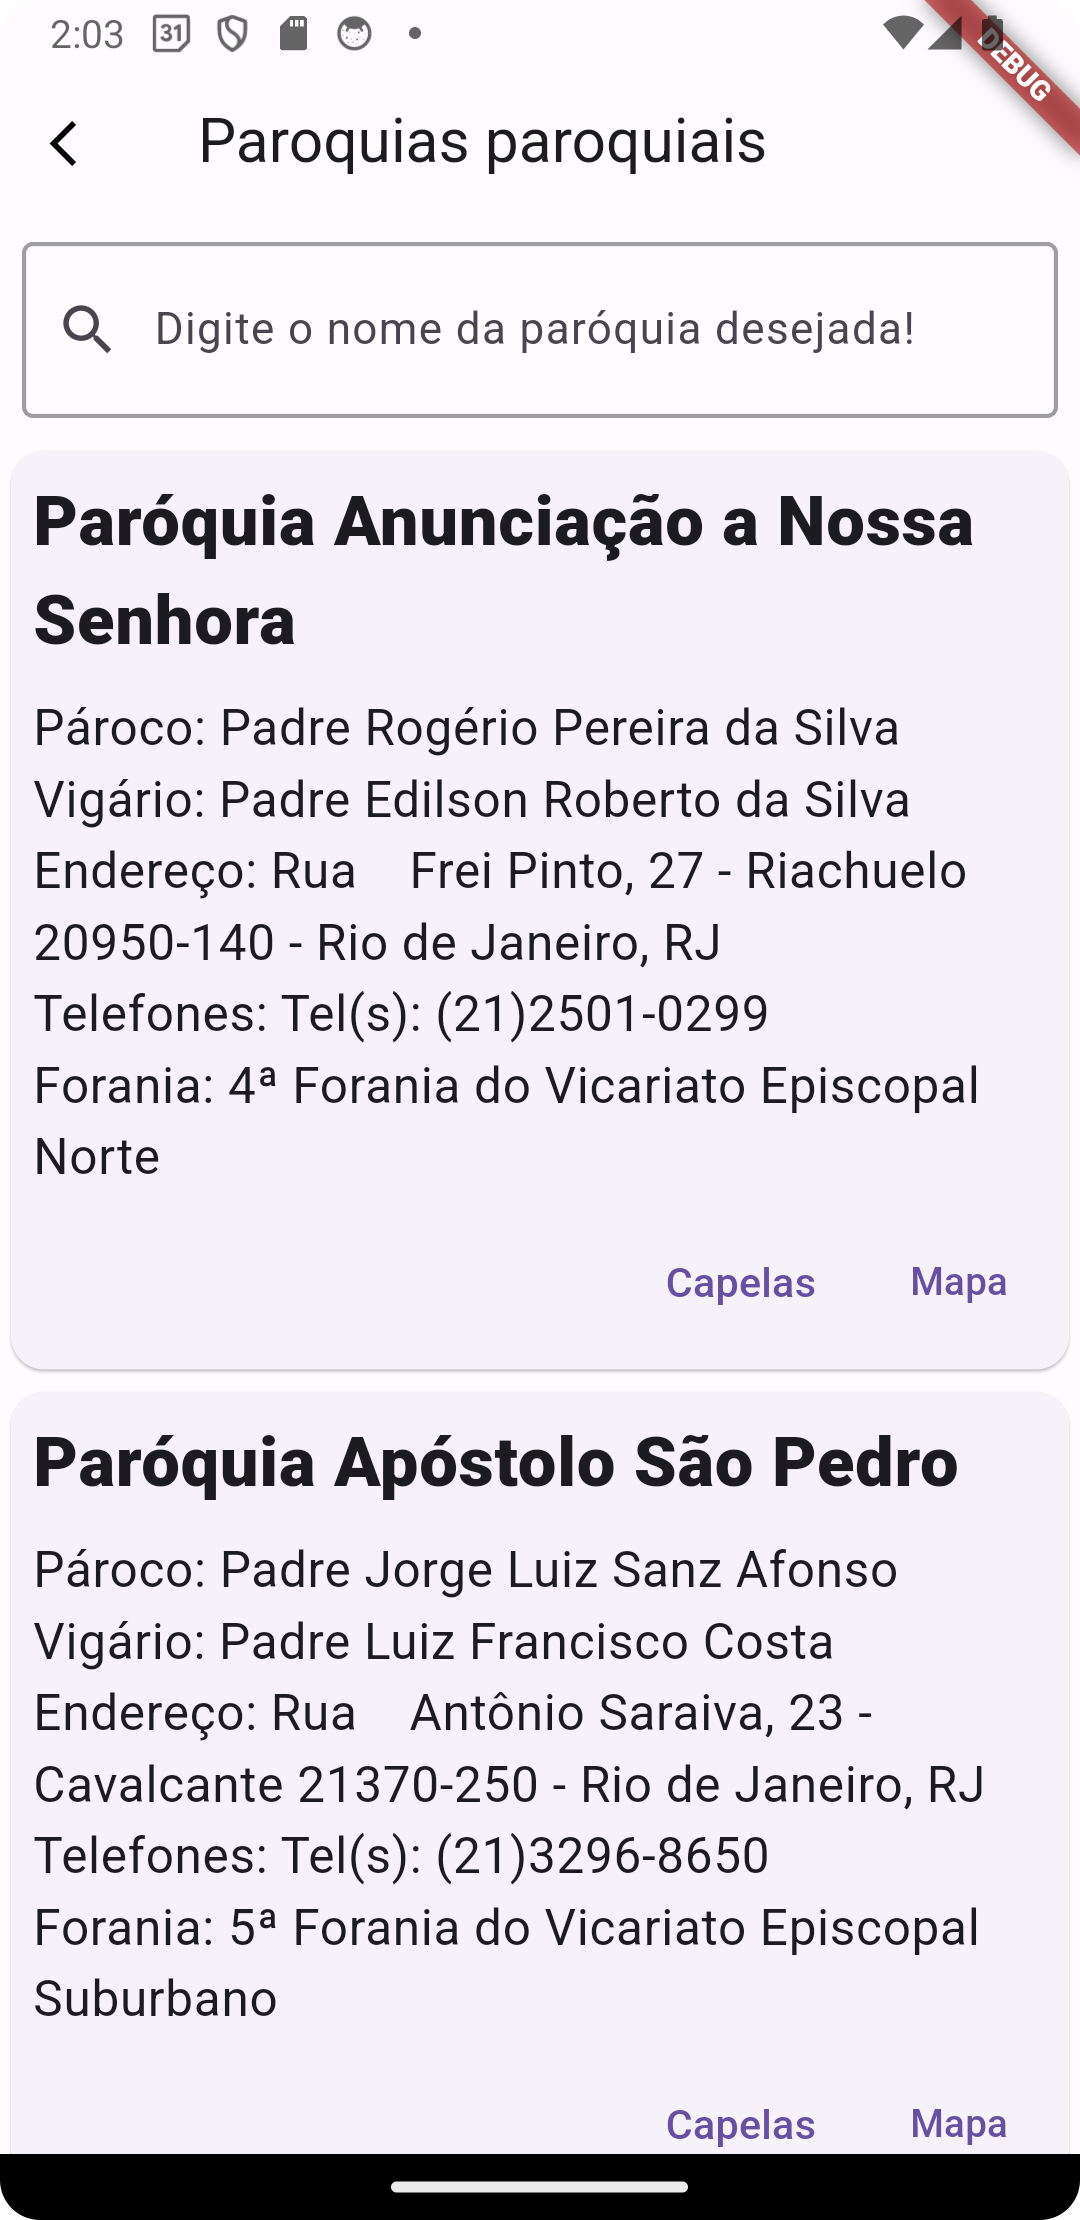 2:03
31
DEBUG
Paroquias paroquiais
Digite o nome da paróquia desejada!
Paróquia Anunciação a Nossa
Senhora
Pároco: Padre Rogério Pereira da Silva
Vigário: Padre Edilson Roberto da Silva
Endereço: Rua    Frei Pinto, 27 - Riachuelo
20950-140 - Rio de Janeiro, RJ
Telefones: Tel(s): (21)2501-0299
Forania: 4ª Forania do Vicariato Episcopal
Norte
Capelas Mapa
Paróquia Apóstolo São Pedro
Pároco: Padre Jorge Luiz Sanz Afonso
Vigário: Padre Luiz Francisco Costa
Endereço: Rua    Antônio Saraiva, 23 -
Cavalcante 21370-250 - Rio de Janeiro, RJ
Telefones: Tel(s): (21)3296-8650
Forania: 5ª Forania do Vicariato Episcopal
Suburbano
Capelas Mapa